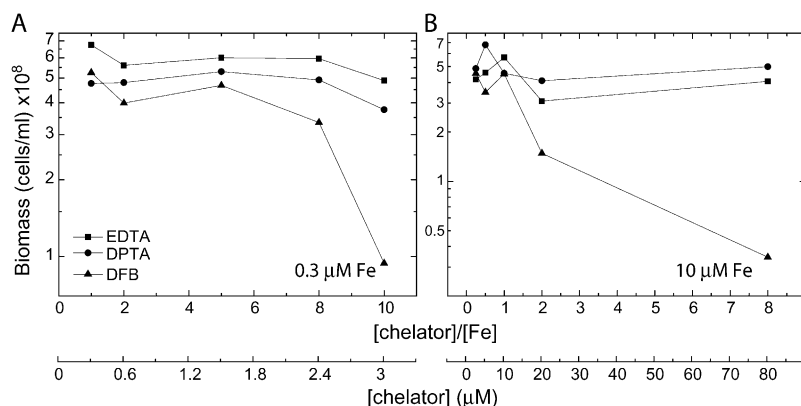 A
B
Biomass (cells/ml) x10⁸
7
6
5
4
3
2
1
7
5
3
1
0.5
EDTA
DPTA
DFB
0.3 µM Fe
10 µM Fe
0 2 4 6 8 10
0 1 2 3 4 5 6 7 8
[chelator]/[Fe]
0 0.6 1.2 1.8 2.4 3
0 10 20 30 40 50 60 70 80
[chelator] (µM)